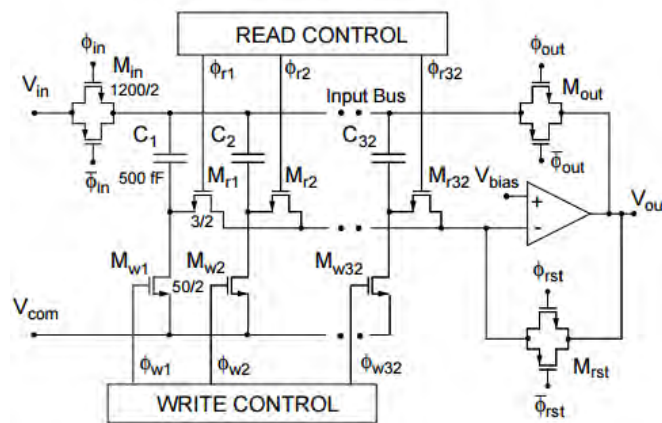 READ CONTROL
ϕin
Min
1200/2
Vin
ϕ̅in
ϕr1
ϕr2
ϕr32
Input Bus
ϕout
Mout
ϕ̅out
C1
500 fF
C2
C32
Mr1
3/2
Mr2
Mr32
Vbias
+
-
Vou
Mw1
50/2
Mw2
Mw32
Vcom
ϕrst
Mrst
ϕ̅rst
ϕw1
ϕw2
ϕw32
WRITE CONTROL